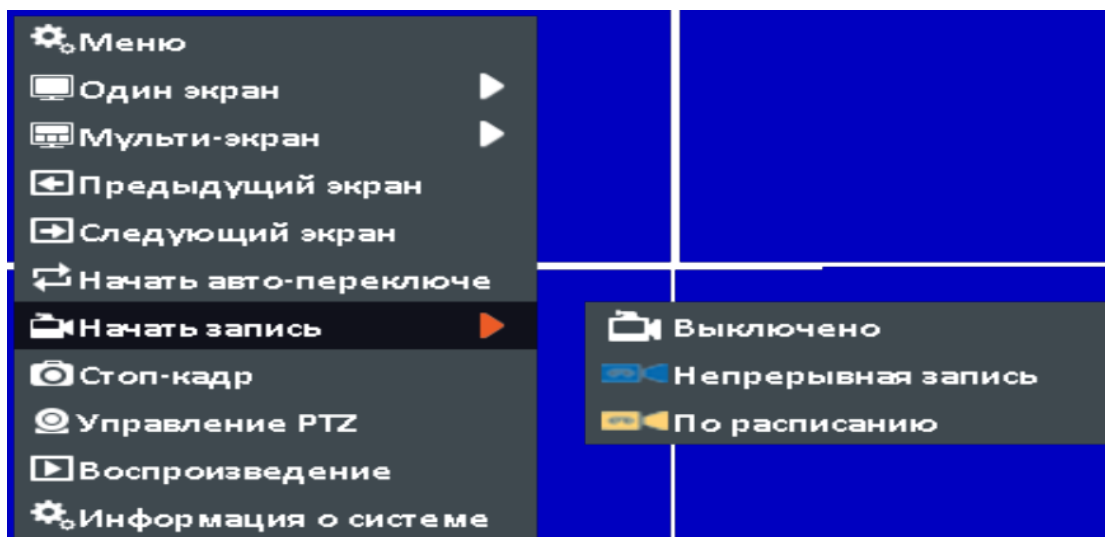 Меню
Один экран
Мульти-экран
Предыдущий экран
Следующий экран
Начать авто-переключе
Начать запись
Стоп-кадр
Управление PTZ
Воспроизведение
Информация о системе
Выключено
Непрерывная запись
По расписанию